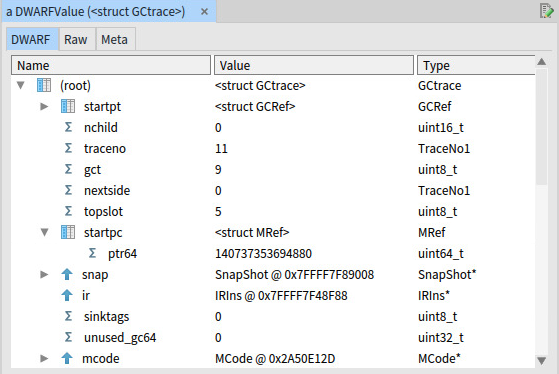 a DWARFValue (<struct GCtrace>) ×
DWARF Raw Meta
Name Value Type
(root) <struct GCtrace> GCtrace
startpt <struct GCRef> GCRef
Σ nchild 0 uint16_t
Σ traceno 11 TraceNo1
Σ gct 9 uint8_t
Σ nextside 0 TraceNo1
Σ topslot 5 uint8_t
startpc <struct MRef> MRef
Σ ptr64 140737353694880 uint64_t
snap SnapShot @ 0x7FFFF7F89008 SnapShot*
ir IRIns @ 0x7FFFF7F48F88 IRIns*
Σ sinktags 0 uint8_t
Σ unused_gc64 0 uint32_t
mcode MCode @ 0x2A50E12D MCode*